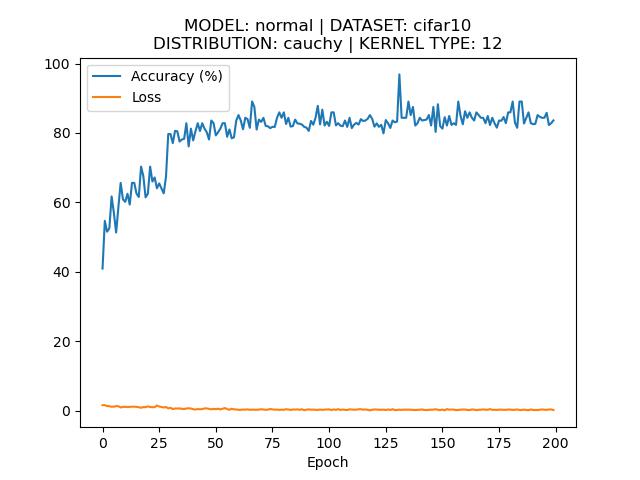 MODEL: normal | DATASET: cifar10
DISTRIBUTION: cauchy | KERNEL TYPE: 12
Accuracy (%)
Loss
100
80
60
40
20
0
0 25 50 75 100 125 150 175 200
Epoch